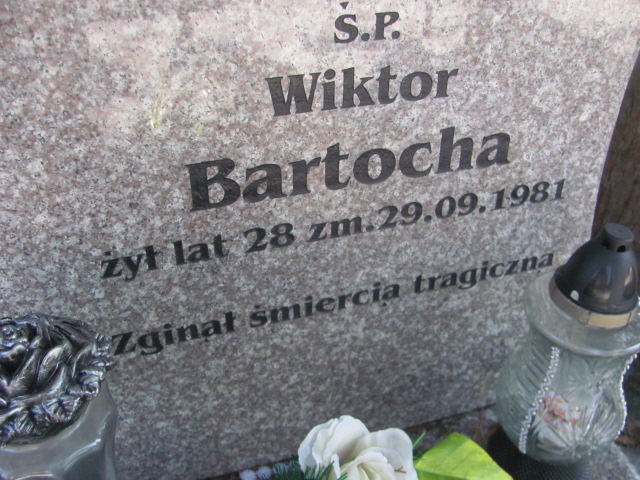 Ś.P.
Wiktor
Bartocha
żył lat 28 zm.29.09.1981
Zginął śmiercią tragiczną